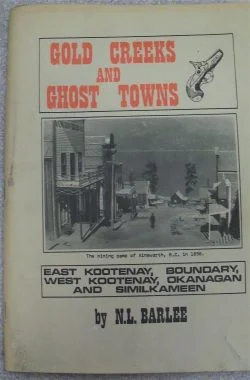 GOLD CREEKS
AND
GHOST TOWNS
The mining camp of Ainsworth, B.C. in 1898.
EAST KOOTENAY, BOUNDARY,
WEST KOOTENAY, OKANAGAN
AND SIMILKAMEEN
by N.L. BARLEE